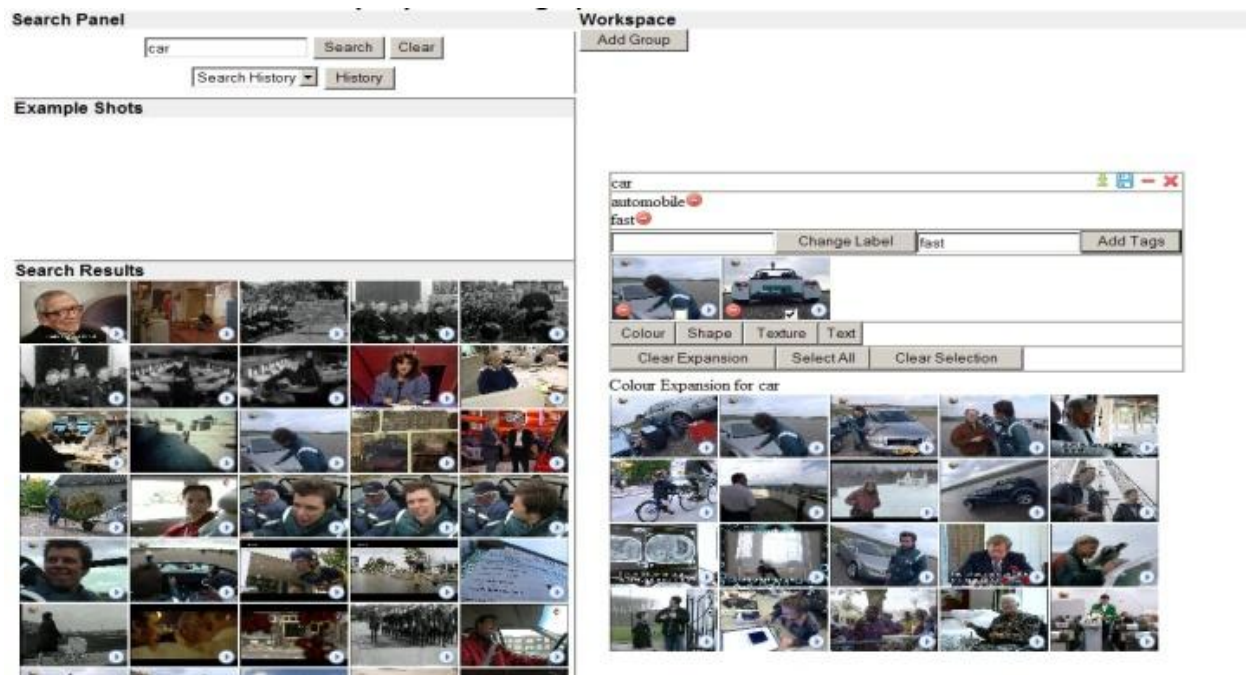 Search Panel
car
Search
Clear
Search History
History
Example Shots
Search Results
Workspace
Add Group
car
automobile
fast
Change Label
fast
Add Tags
Colour
Shape
Texture
Text
Clear Expansion
Select All
Clear Selection
Colour Expansion for car